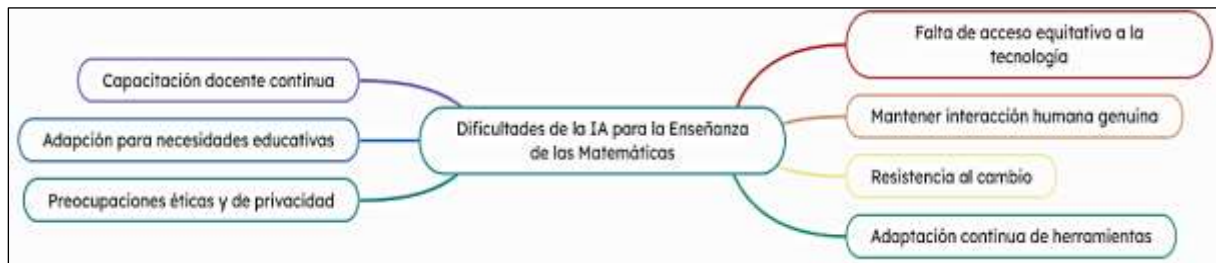 Capacitación docente continua
Adapción para necesidades educativas
Preocupaciones éticas y de privacidad
Dificultades de la IA para la Enseñanza
de las Matemáticas
Falta de acceso equitativo a la
tecnología
Mantener interacción humana genuina
Resistencia al cambio
Adaptación continua de herramientas